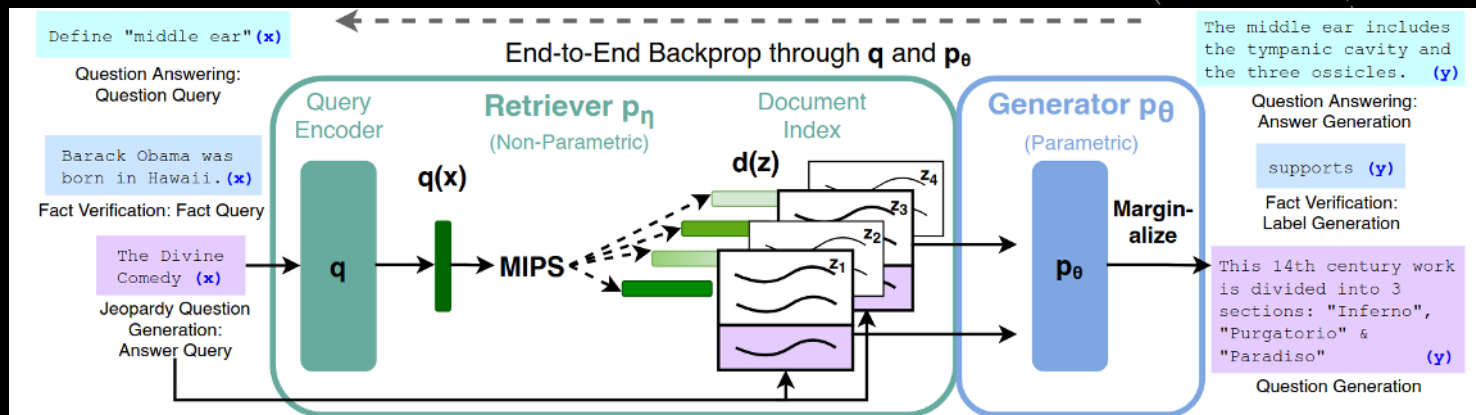 Define "middle ear" (x)
Question Answering:
Question Query
Barack Obama was
born in Hawaii. (x)
Fact Verification: Fact Query
The Divine
Comedy (x)
Jeopardy Question
Generation:
Answer Query
End-to-End Backprop through q and pθ
Query
Encoder
Retriever pη
(Non-Parametric)
Document
Index
q
q(x)
MIPS
d(z)
z4
z3
z2
z1
Generator pθ
(Parametric)
pθ
Margin-
alize
The middle ear includes
the tympanic cavity and
the three ossicles. (y)
Question Answering:
Answer Generation
supports (y)
Fact Verification:
Label Generation
This 14th century work
is divided into 3
sections: "Inferno",
"Purgatorio" &
"Paradiso" (y)
Question Generation